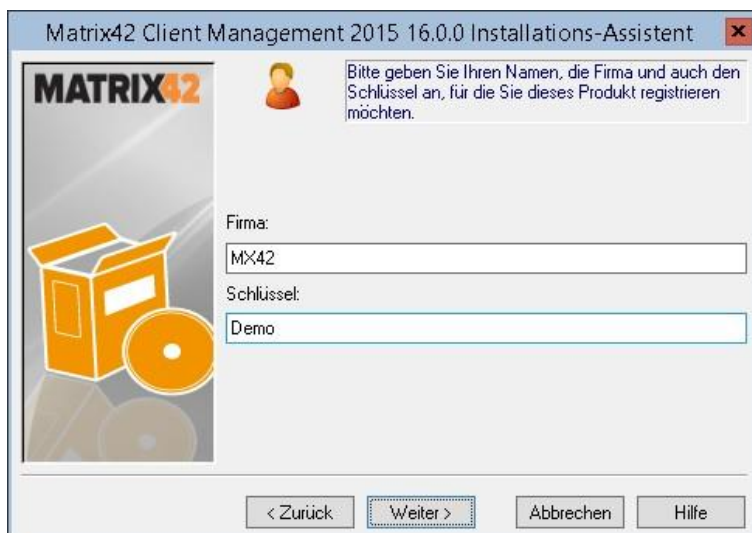 Matrix42 Client Management 2015 16.0.0 Installations-Assistent
MATRIX42
Bitte geben Sie Ihren Namen, die Firma und auch den
Schlüssel an, für die Sie dieses Produkt registrieren
möchten.
Firma:
MX42
Schlüssel:
Demo
< Zurück
Weiter >
Abbrechen
Hilfe